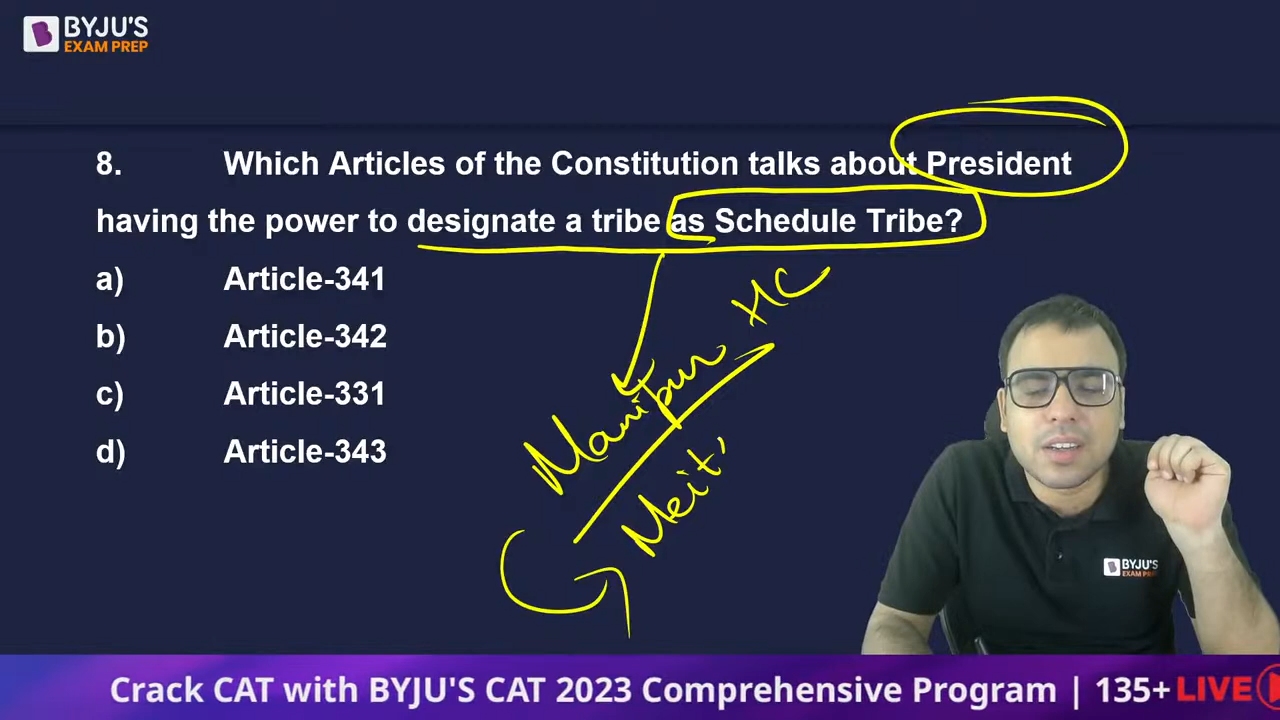 BYJU'S
EXAM PREP
8. Which Articles of the Constitution talks about President
having the power to designate a tribe as Schedule Tribe?
a) Article-341
b) Article-342
c) Article-331
d) Article-343
Manipur HC
Meiti
BYJU'S
EXAM PREP
Crack CAT with BYJU'S CAT 2023 Comprehensive Program | 135+ LIVE